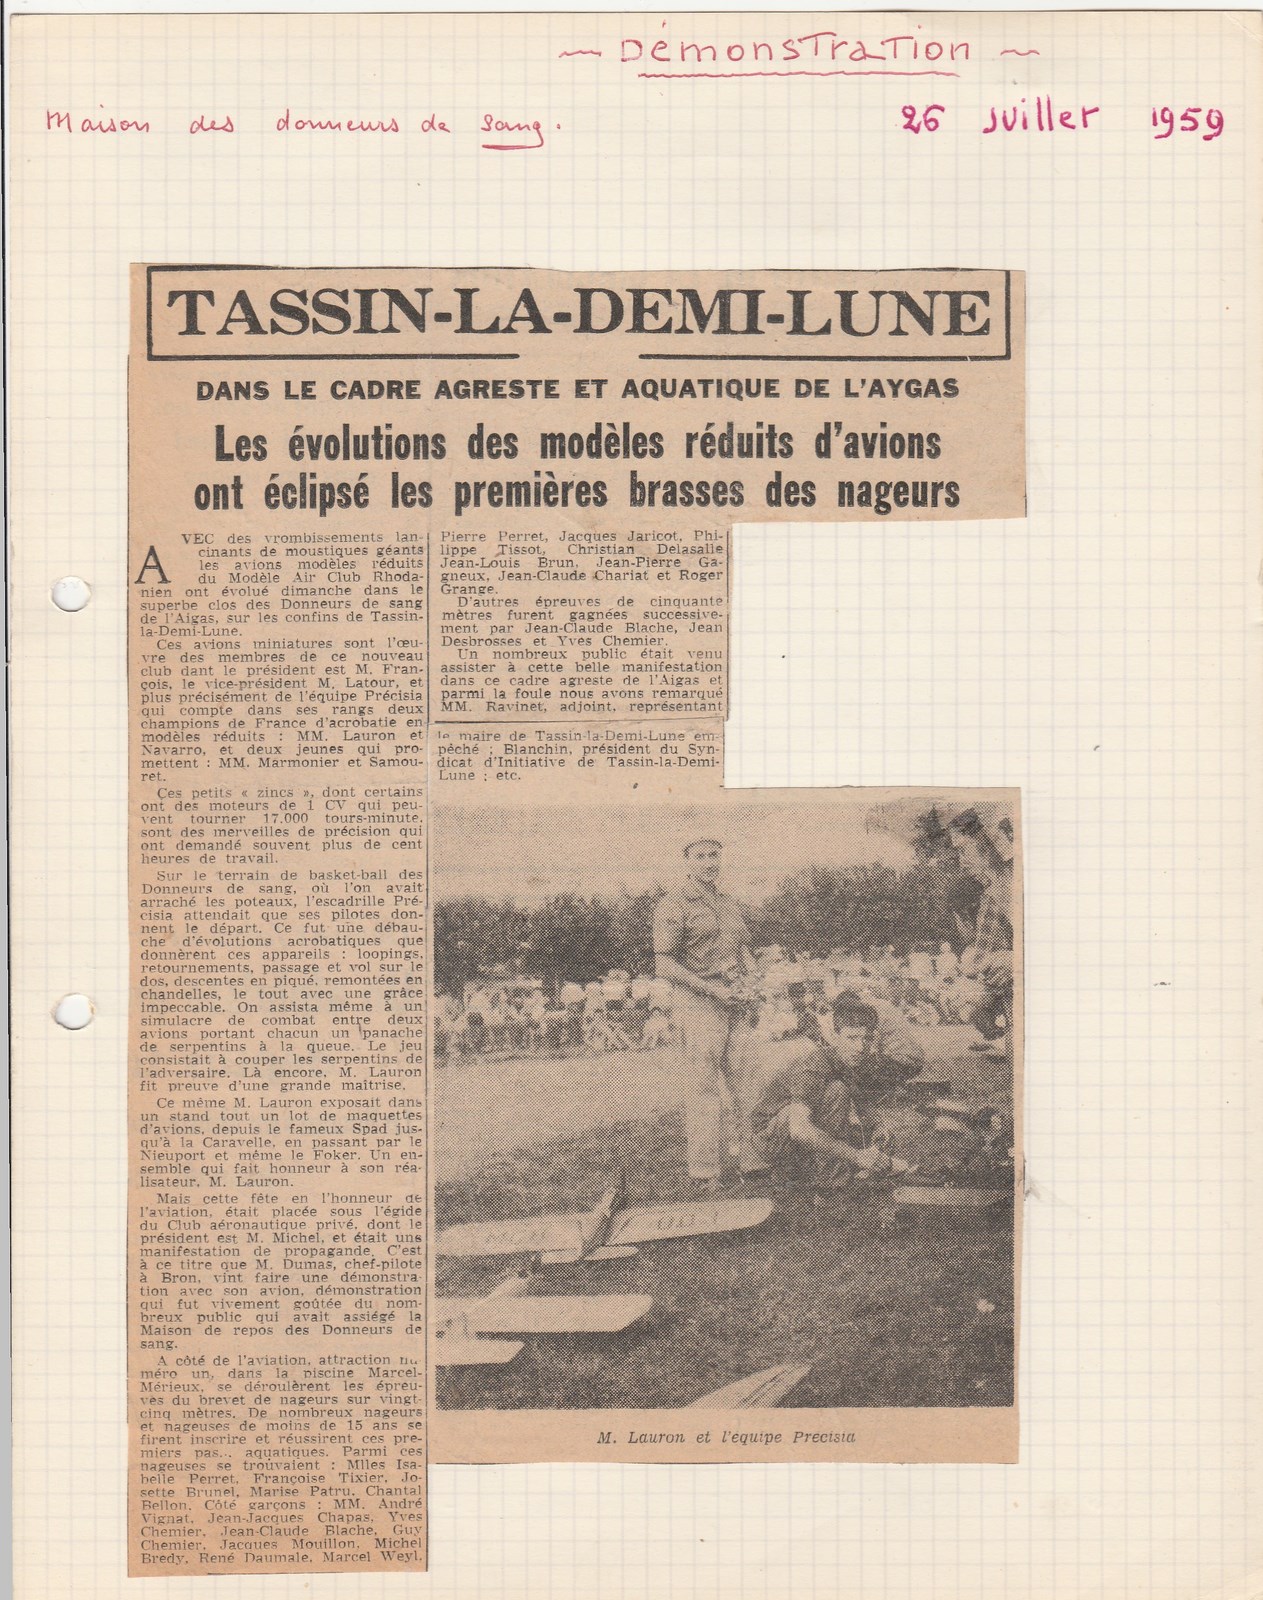 ~ Démonstration ~
Maison des donneurs de sang.
26 Juillet 1959
TASSIN-LA-DEMI-LUNE
DANS LE CADRE AGRESTE ET AQUATIQUE DE L'AYGAS
Les évolutions des modèles réduits d'avions
ont éclipsé les premières brasses des nageurs
AVEC des vrombissements lan-
cinants de moustiques géants
les avions modèles réduits
du Modèle Air Club Rhoda-
nien ont évolué dimanche dans le
superbe clos des Donneurs de sang
de l'Aigas, sur les confins de Tassin-
la-Demi-Lune.
Ces avions miniatures sont l'œu-
vre des membres de ce nouveau
club dant le président est M. Fran-
çois, le vice-président M. Latour, et
plus précisément de l'équipe Précisia
qui compte dans ses rangs deux
champions de France d'acrobatie en
modèles réduits : MM. Lauron et
Navarro, et deux jeunes qui pro-
mettent : MM. Marmonier et Samou-
ret.
Ces petits « zincs », dont certains
ont des moteurs de 1 CV qui peu-
vent tourner 17.000 tours-minute,
sont des merveilles de précision qui
ont demandé souvent plus de cent
heures de travail.
Sur le terrain de basket-ball des
Donneurs de sang, où l'on avait
arraché les poteaux, l'escadrille Pré-
cisia attendait que ses pilotes don-
nent le départ. Ce fut une débau-
che d'évolutions acrobatiques que
donnèrent ces appareils : loopings,
retournements, passage et vol sur le
dos, descentes en piqué, remontées en
chandelles, le tout avec une grâce
impeccable. On assista même à un
simulacre de combat entre deux
avions portant chacun un panache
de serpentins à la queue. Le jeu
consistait à couper les serpentins de
l'adversaire. Là encore, M. Lauron
fit preuve d'une grande maîtrise.
Ce même M. Lauron exposait dans
un stand tout un lot de maquettes
d'avions, depuis le fameux Spad jus-
qu'à la Caravelle, en passant par le
Nieuport et même le Foker. Un en-
semble qui fait honneur à son réa-
lisateur, M. Lauron.
Mais cette fête en l'honneur de
l'aviation, était placée sous l'égide
du Club aéronautique privé, dont le
président est M. Michel, et était une
manifestation de propagande. C'est
à ce titre que M. Dumas, chef-pilote
à Bron, vint faire une démonstra-
tion avec son avion, démonstration
qui fut vivement goûtée du nom-
breux public qui avait assiégé la
Maison de repos des Donneurs de
sang.
A côté de l'aviation, attraction nu-
méro un, dans la piscine Marcel-
Mérieux, se déroulèrent les épreu-
ves du brevet de nageurs sur vingt-
cinq mètres. De nombreux nageurs
et nageuses de moins de 15 ans se
firent inscrire et réussirent ces pre-
miers pas... aquatiques. Parmi ces
nageuses se trouvaient : Mlles Isa-
belle Perret, Françoise Tixier, Jo-
sette Brunel, Marise Patru, Chantal
Bellon. Côté garçons : MM. André
Vignat, Jean-Jacques Chapas, Yves
Chemier, Jean-Claude Blache, Guy
Chemier, Jacques Mouillon, Michel
Bredy, René Daumale, Marcel Weyl,
Pierre Perret, Jacques Jaricot, Phi-
lippe Tissot, Christian Delasalle
Jean-Louis Brun, Jean-Pierre Ga-
gneux, Jean-Claude Chariat et Roger
Grange.
D'autres épreuves de cinquante
mètres furent gagnées successive-
ment par Jean-Claude Blache, Jean
Desbrosses et Yves Chemier.
Un nombreux public était venu
assister à cette belle manifestation
dans ce cadre agreste de l'Aigas et
parmi la foule nous avons remarqué
MM. Ravinet, adjoint, représentant
le maire de Tassin-la-Demi-Lune em-
pêché ; Blanchin, président du Syn-
dicat d'Initiative de Tassin-la-Demi-
Lune ; etc.
M. Lauron et l'équipe Precisia